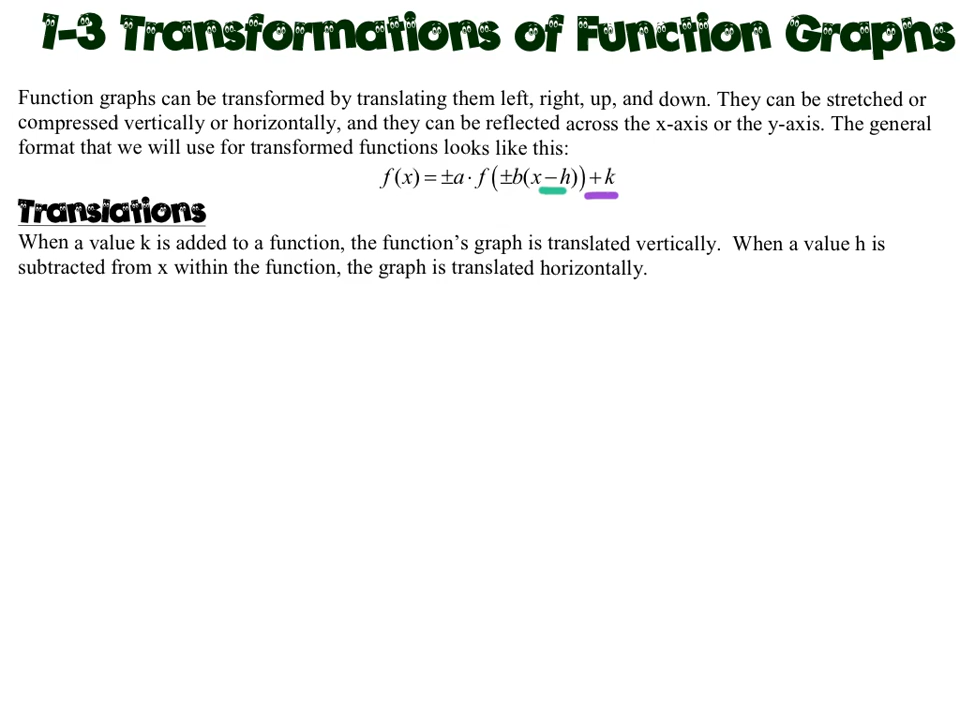 1-3 Transformations of Function Graphs
Function graphs can be transformed by translating them left, right, up, and down. They can be stretched or
compressed vertically or horizontally, and they can be reflected across the x-axis or the y-axis. The general
format that we will use for transformed functions looks like this:
f(x) = ±a · f(±b(x − h)) + k
Translations
When a value k is added to a function, the function’s graph is translated vertically. When a value h is
subtracted from x within the function, the graph is translated horizontally.